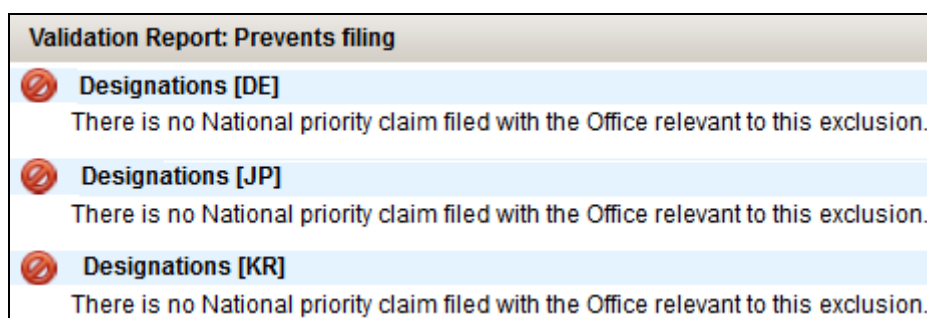 Validation Report: Prevents filing
Designations [DE]
There is no National priority claim filed with the Office relevant to this exclusion.
Designations [JP]
There is no National priority claim filed with the Office relevant to this exclusion.
Designations [KR]
There is no National priority claim filed with the Office relevant to this exclusion.